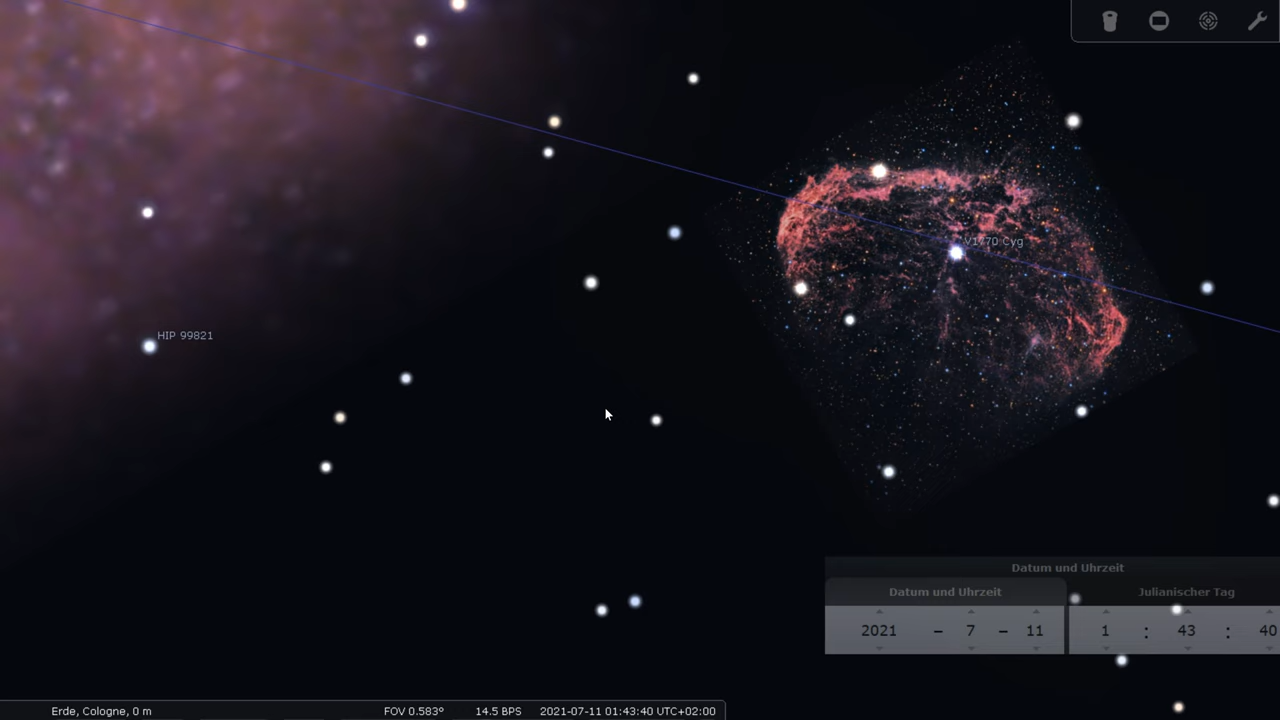 V1770 Cyg
HIP 99821
Datum und Uhrzeit
Datum und Uhrzeit Julianischer Tag
2021 – 7 – 11 1 : 43 : 40
Erde, Cologne, 0 m FOV 0.583° 14.5 BPS 2021-07-11 01:43:40 UTC+02:00